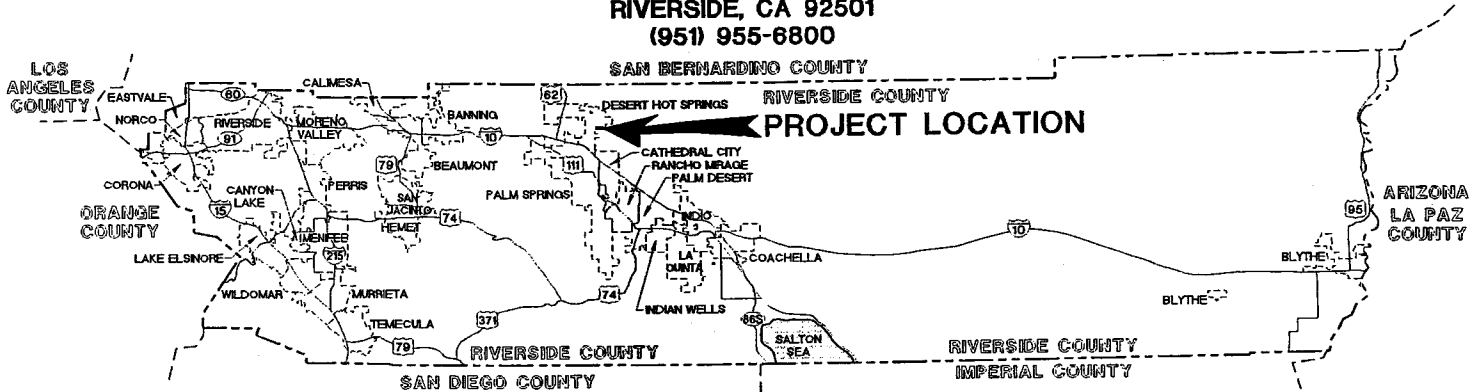 RIVERSIDE, CA 92501
(951) 955-6800
LOS
ANGELES
COUNTY
SAN BERNARDINO COUNTY
RIVERSIDE COUNTY
CALIMESA
EASTVALE
60
62
DESERT HOT SPRINGS
NORCO
RIVERSIDE
MORENO
VALLEY
BANNING
PROJECT LOCATION
91
10
CATHEDRAL CITY
79
BEAUMONT
111
RANCHO MIRAGE
PALM DESERT
CORONA
CANYON
LAKE
PERRIS
SAN
JACINTO
PALM SPRINGS
ARIZONA
LA PAZ
COUNTY
95
ORANGE
COUNTY
15
74
HEMET
INDIO
10
MENIFEE
LAKE ELSINORE
215
LA
QUINTA
COACHELLA
BLYTHE
WILDOMAR
MURRIETA
74
INDIAN WELLS
BLYTHE
TEMECULA
371
86S
79
SALTON
SEA
RIVERSIDE COUNTY
RIVERSIDE COUNTY
SAN DIEGO COUNTY
IMPERIAL COUNTY